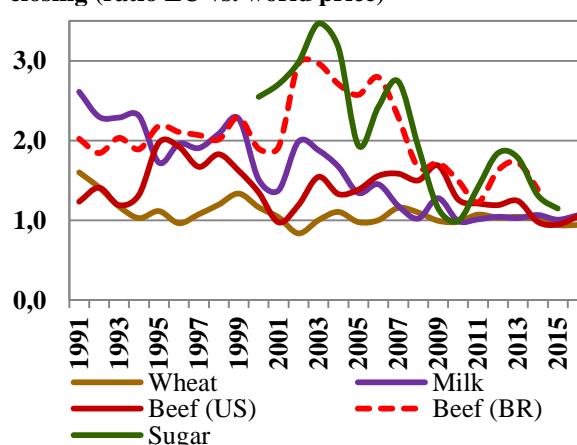 closing (ratio EU vs. world price)
3,0
2,0
1,0
0,0
1991 1993 1995 1997 1999 2001 2003 2005 2007 2009 2011 2013 2015
Wheat Milk
Beef (US) Beef (BR)
Sugar